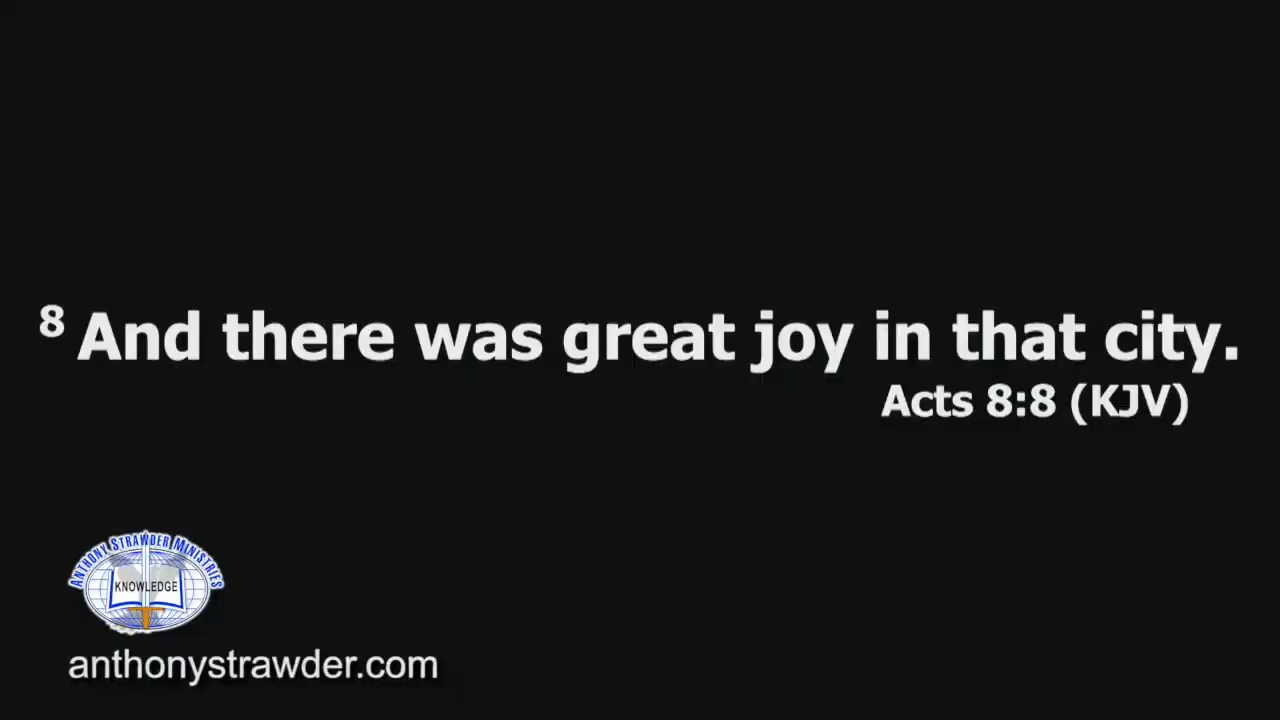 8 And there was great joy in that city.
Acts 8:8 (KJV)
ANTHONY STRAWDER MINISTRIES
KNOWLEDGE
anthonystrawder.com